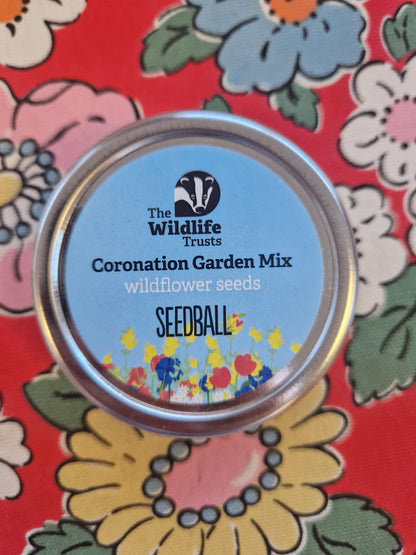 The
Wildlife
Trusts
Coronation Garden Mix
wildflower seeds
SEEDBALL